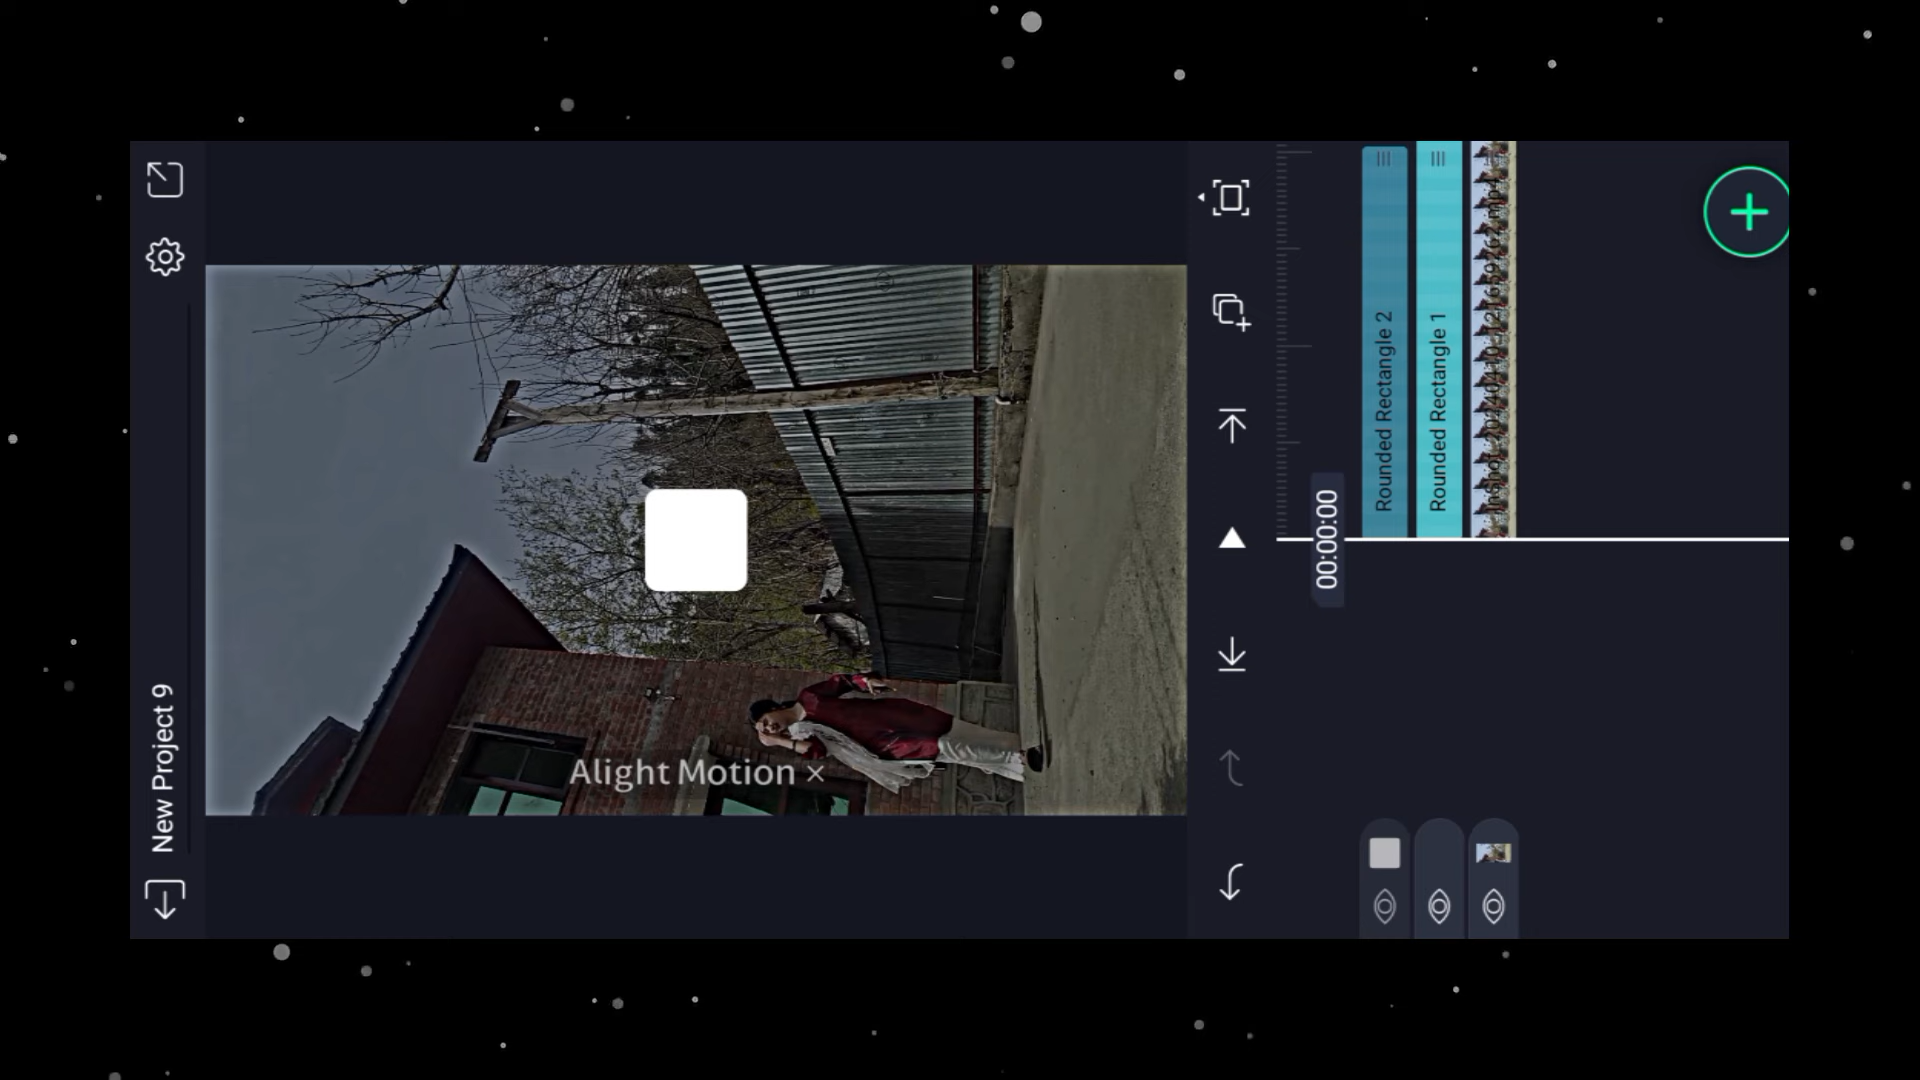 New Project 9
Alight Motion ×
00:00:00
Rounded Rectangle 2
Rounded Rectangle 1